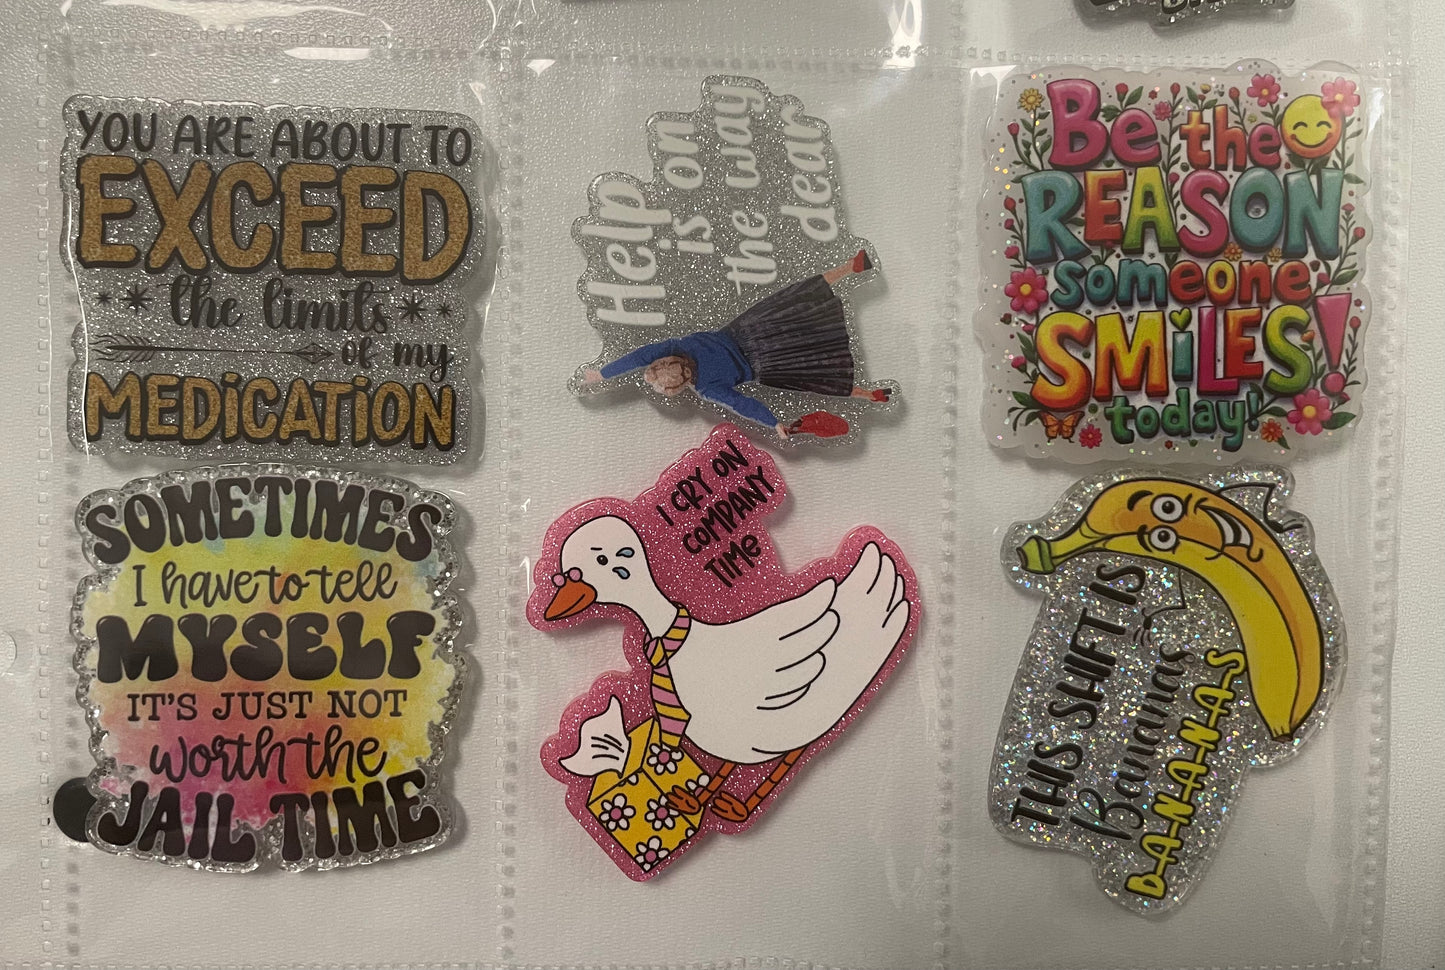 YOU ARE ABOUT TO
EXCEED
the limits
of my
MEDICATION
Help
is on
the way
dear
Be the
REASON
someone
SMiLES!
today!
SOMETIMES
I have to tell
MYSELF
IT'S JUST NOT
worth the
JAIL TIME
I CRY ON
COMPANY
TIME
THIS SHIFT IS
Bananas
B-A-N-A-N-A-S